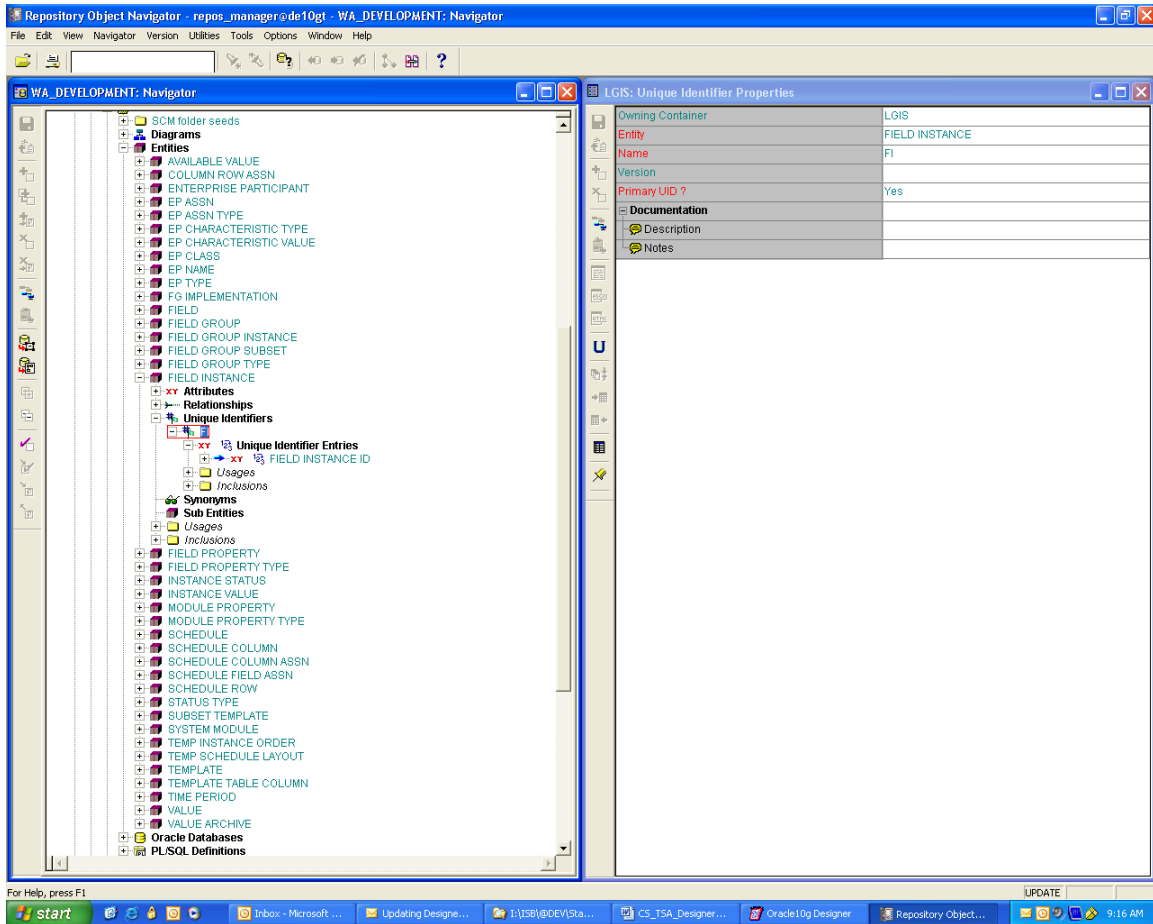 Repository Object Navigator - repos_manager@de10gt - WA_DEVELOPMENT: Navigator
File Edit View Navigator Version Utilities Tools Options Window Help
WA_DEVELOPMENT: Navigator
SCM folder seeds
Diagrams
Entities
AVAILABLE VALUE
COLUMN ROW ASSN
ENTERPRISE PARTICIPANT
EP ASSN
EP ASSN TYPE
EP CHARACTERISTIC TYPE
EP CHARACTERISTIC VALUE
EP CLASS
EP NAME
EP TYPE
FG IMPLEMENTATION
FIELD
FIELD GROUP
FIELD GROUP INSTANCE
FIELD GROUP SUBSET
FIELD GROUP TYPE
FIELD INSTANCE
XY Attributes
Relationships
Unique Identifiers
FI
XY 123 Unique Identifier Entries
XY 123 FIELD INSTANCE ID
Usages
Inclusions
Synonyms
Sub Entities
Usages
Inclusions
FIELD PROPERTY
FIELD PROPERTY TYPE
INSTANCE STATUS
INSTANCE VALUE
MODULE PROPERTY
MODULE PROPERTY TYPE
SCHEDULE
SCHEDULE COLUMN
SCHEDULE COLUMN ASSN
SCHEDULE FIELD ASSN
SCHEDULE ROW
STATUS TYPE
SUBSET TEMPLATE
SYSTEM MODULE
TEMP INSTANCE ORDER
TEMP SCHEDULE LAYOUT
TEMPLATE
TEMPLATE TABLE COLUMN
TIME PERIOD
VALUE
VALUE ARCHIVE
Oracle Databases
PL/SQL Definitions
LGIS: Unique Identifier Properties
Owning Container LGIS
Entity FIELD INSTANCE
Name FI
Version
Primary UID ? Yes
Documentation
Description
Notes
For Help, press F1
UPDATE
start Inbox - Microsoft ... Updating Designe... I:\ISB\@DEV\Sta... CS_TSA_Designer... Oracle10g Designer Repository Object... 9:16 AM